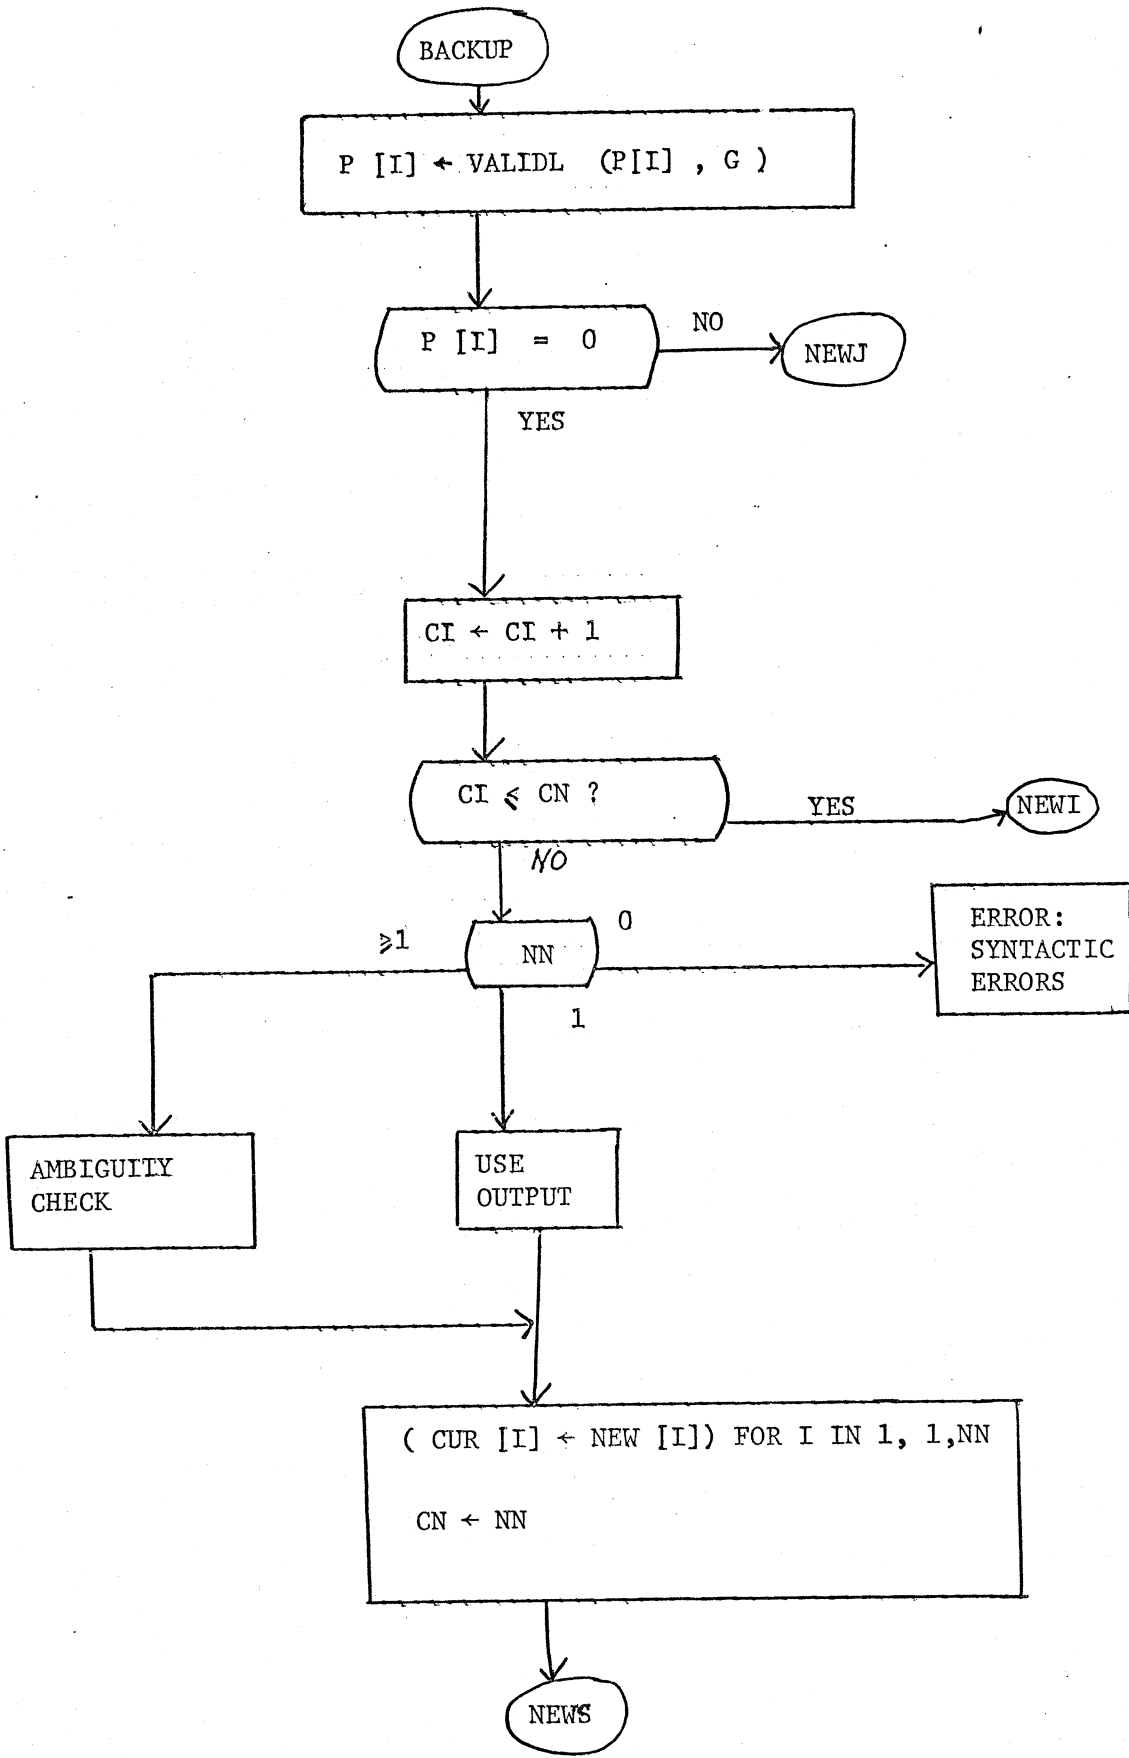 BACKUP
P [I] ← VALIDL (P[I] , G )
P [I] = 0
NO
NEWJ
YES
CI ← CI + 1
CI ≤ CN ?
YES
NEWI
NO
0
≥1
NN
ERROR:
SYNTACTIC
ERRORS
1
AMBIGUITY
CHECK
USE
OUTPUT
( CUR [I] ← NEW [I]) FOR I IN 1, 1,NN
CN ← NN
NEWS